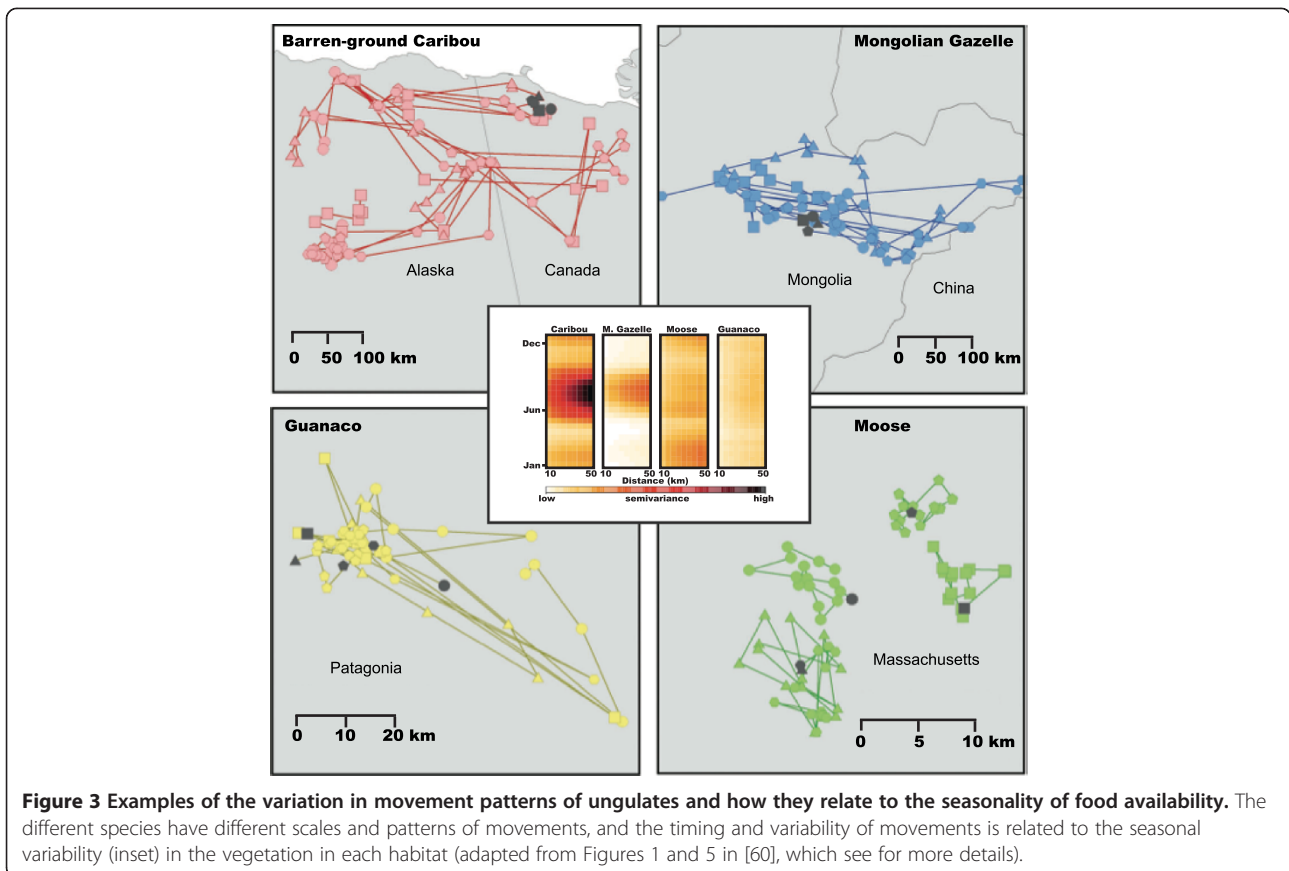 Barren-ground Caribou
Mongolian Gazelle
Alaska
Canada
0 50 100 km
Mongolia
China
0 50 100 km
Caribou M. Gazelle Moose Guanaco
Dec
Jun
Jan
10 50 10 50 10 50 10 50
Distance (km)
low semivariance high
Guanaco
Patagonia
0 10 20 km
Moose
Massachusetts
0 5 10 km
Figure 3 Examples of the variation in movement patterns of ungulates and how they relate to the seasonality of food availability. The
different species have different scales and patterns of movements, and the timing and variability of movements is related to the seasonal
variability (inset) in the vegetation in each habitat (adapted from Figures 1 and 5 in [60], which see for more details).